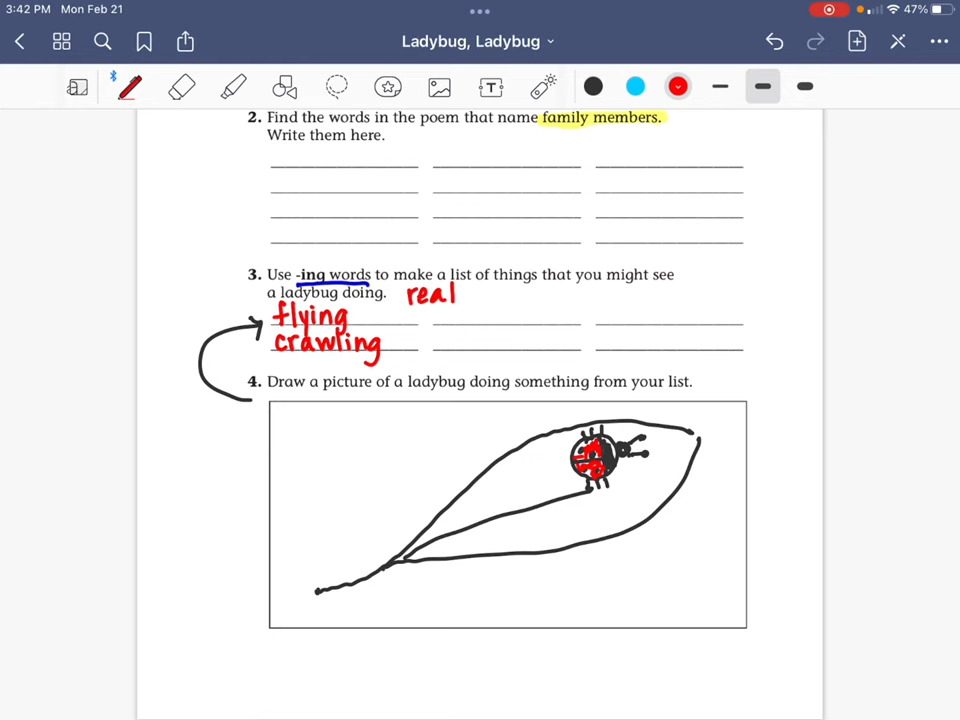 3:42 PM Mon Feb 21
47%
Ladybug, Ladybug
T
2. Find the words in the poem that name family members.
Write them here.
3. Use -ing words to make a list of things that you might see
a ladybug doing. real
flying
crawling
4. Draw a picture of a ladybug doing something from your list.